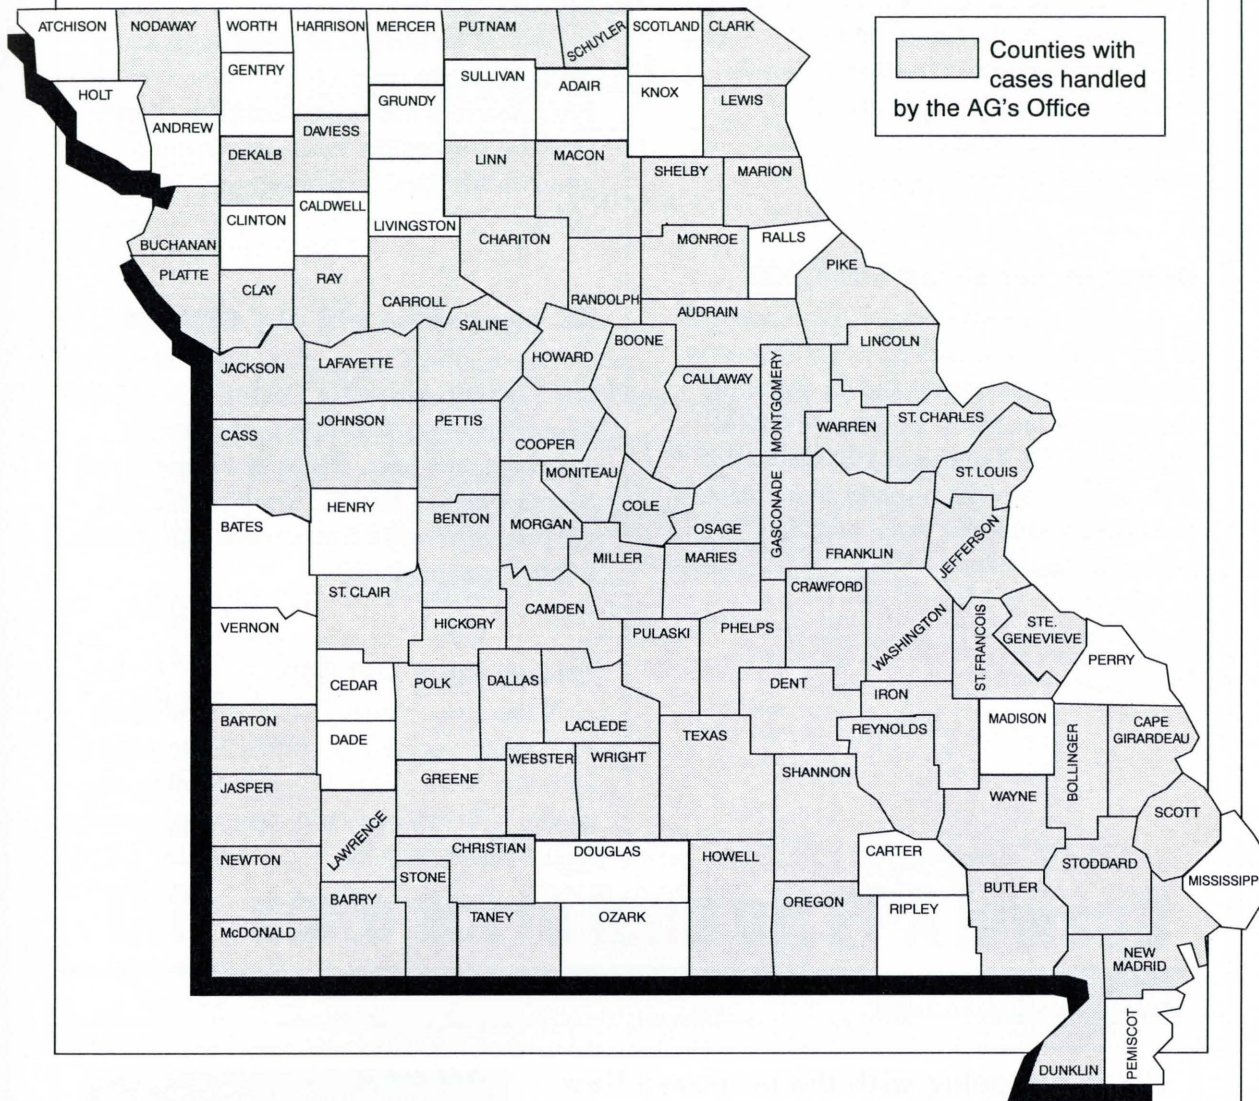 ATCHISON NODAWAY WORTH HARRISON MERCER PUTNAM SCHUYLER SCOTLAND CLARK
Counties with
cases handled
by the AG's Office
GENTRY SULLIVAN ADAIR
HOLT GRUNDY KNOX LEWIS
ANDREW DAVIESS
DEKALB LINN MACON
SHELBY MARION
CLINTON CALDWELL LIVINGSTON
BUCHANAN CHARITON MONROE RALLS
PLATTE CLAY RAY PIKE
CARROLL RANDOLPH AUDRAIN
SALINE
JACKSON LAFAYETTE HOWARD BOONE LINCOLN
CALLAWAY MONTGOMERY
CASS JOHNSON PETTIS COOPER WARREN ST. CHARLES
MONITEAU ST. LOUIS
BATES HENRY BENTON MORGAN COLE OSAGE GASCONADE
MILLER MARIES FRANKLIN JEFFERSON
ST. CLAIR CAMDEN CRAWFORD
VERNON HICKORY PULASKI PHELPS WASHINGTON ST. FRANCOIS STE.
GENEVIEVE
PERRY
CEDAR POLK DALLAS DENT IRON
BARTON DADE LACLEDE TEXAS REYNOLDS MADISON BOLLINGER CAPE
GIRARDEAU
JASPER GREENE WEBSTER WRIGHT SHANNON WAYNE
LAWRENCE SCOTT
NEWTON CHRISTIAN DOUGLAS HOWELL CARTER STODDARD
STONE MISSISSIPP
BARRY TANEY OZARK OREGON RIPLEY BUTLER
McDONALD NEW
MADRID
PEMISCOT
DUNKLIN